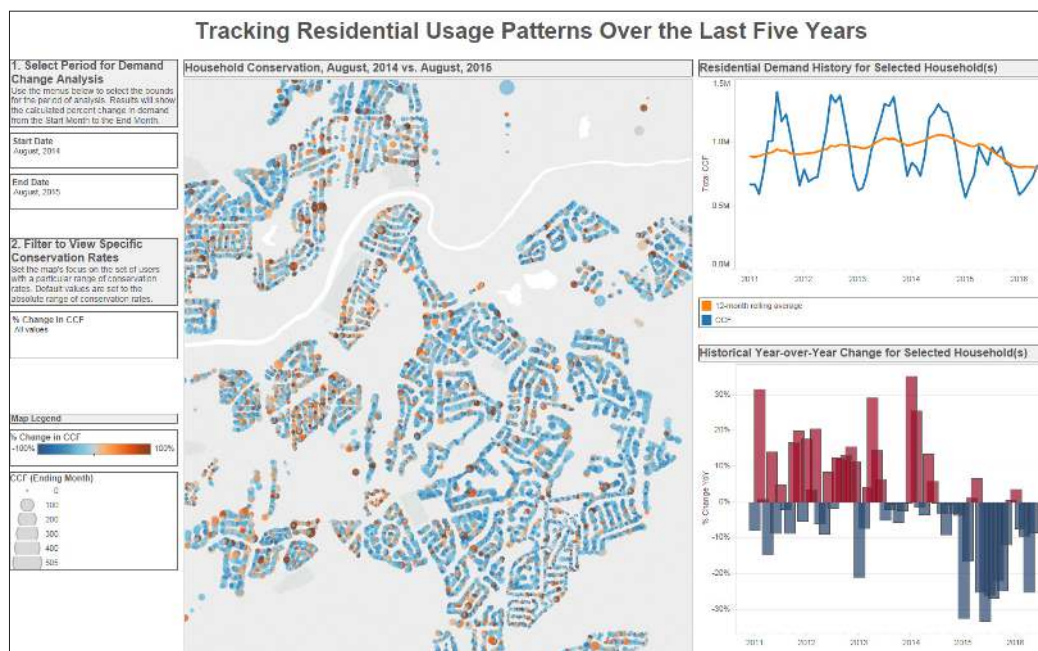 Tracking Residential Usage Patterns Over the Last Five Years
1. Select Period for Demand
Change Analysis
Use the menus below to select the bounds
for the period of analysis. Results will show
the calculated percent change in demand
from the Start Month to the End Month.
Start Date
August, 2014
End Date
August, 2015
2. Filter to View Specific
Conservation Rates
Set the map's focus on the set of users
with a particular range of conservation
rates. Default values are set to the
absolute range of conservation rates.
% Change in CCF
All values
Map Legend
% Change in CCF
-100% 100%
CCF (Ending Month)
0
100
200
300
400
505
Household Conservation, August, 2014 vs. August, 2015
Residential Demand History for Selected Household(s)
1.5M
1.0M
0.5M
0.0M
Total CCF
2011 2012 2013 2014 2015 2016
12-month rolling average
CCF
Historical Year-over-Year Change for Selected Household(s)
30%
20%
10%
0%
-10%
-20%
-30%
% Change YoY
2011 2012 2013 2014 2015 2016